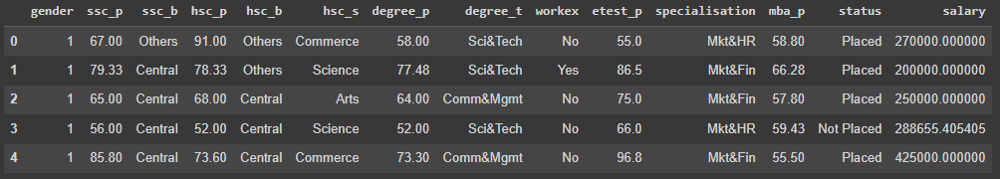 gender ssc_p ssc_b hsc_p hsc_b hsc_s degree_p degree_t workex etest_p specialisation mba_p status salary
0 1 67.00 Others 91.00 Others Commerce 58.00 Sci&Tech No 55.0 Mkt&HR 58.80 Placed 270000.000000
1 1 79.33 Central 78.33 Others Science 77.48 Sci&Tech Yes 86.5 Mkt&Fin 66.28 Placed 200000.000000
2 1 65.00 Central 68.00 Central Arts 64.00 Comm&Mgmt No 75.0 Mkt&Fin 57.80 Placed 250000.000000
3 1 56.00 Central 52.00 Central Science 52.00 Sci&Tech No 66.0 Mkt&HR 59.43 Not Placed 288655.405405
4 1 85.80 Central 73.60 Central Commerce 73.30 Comm&Mgmt No 96.8 Mkt&Fin 55.50 Placed 425000.000000